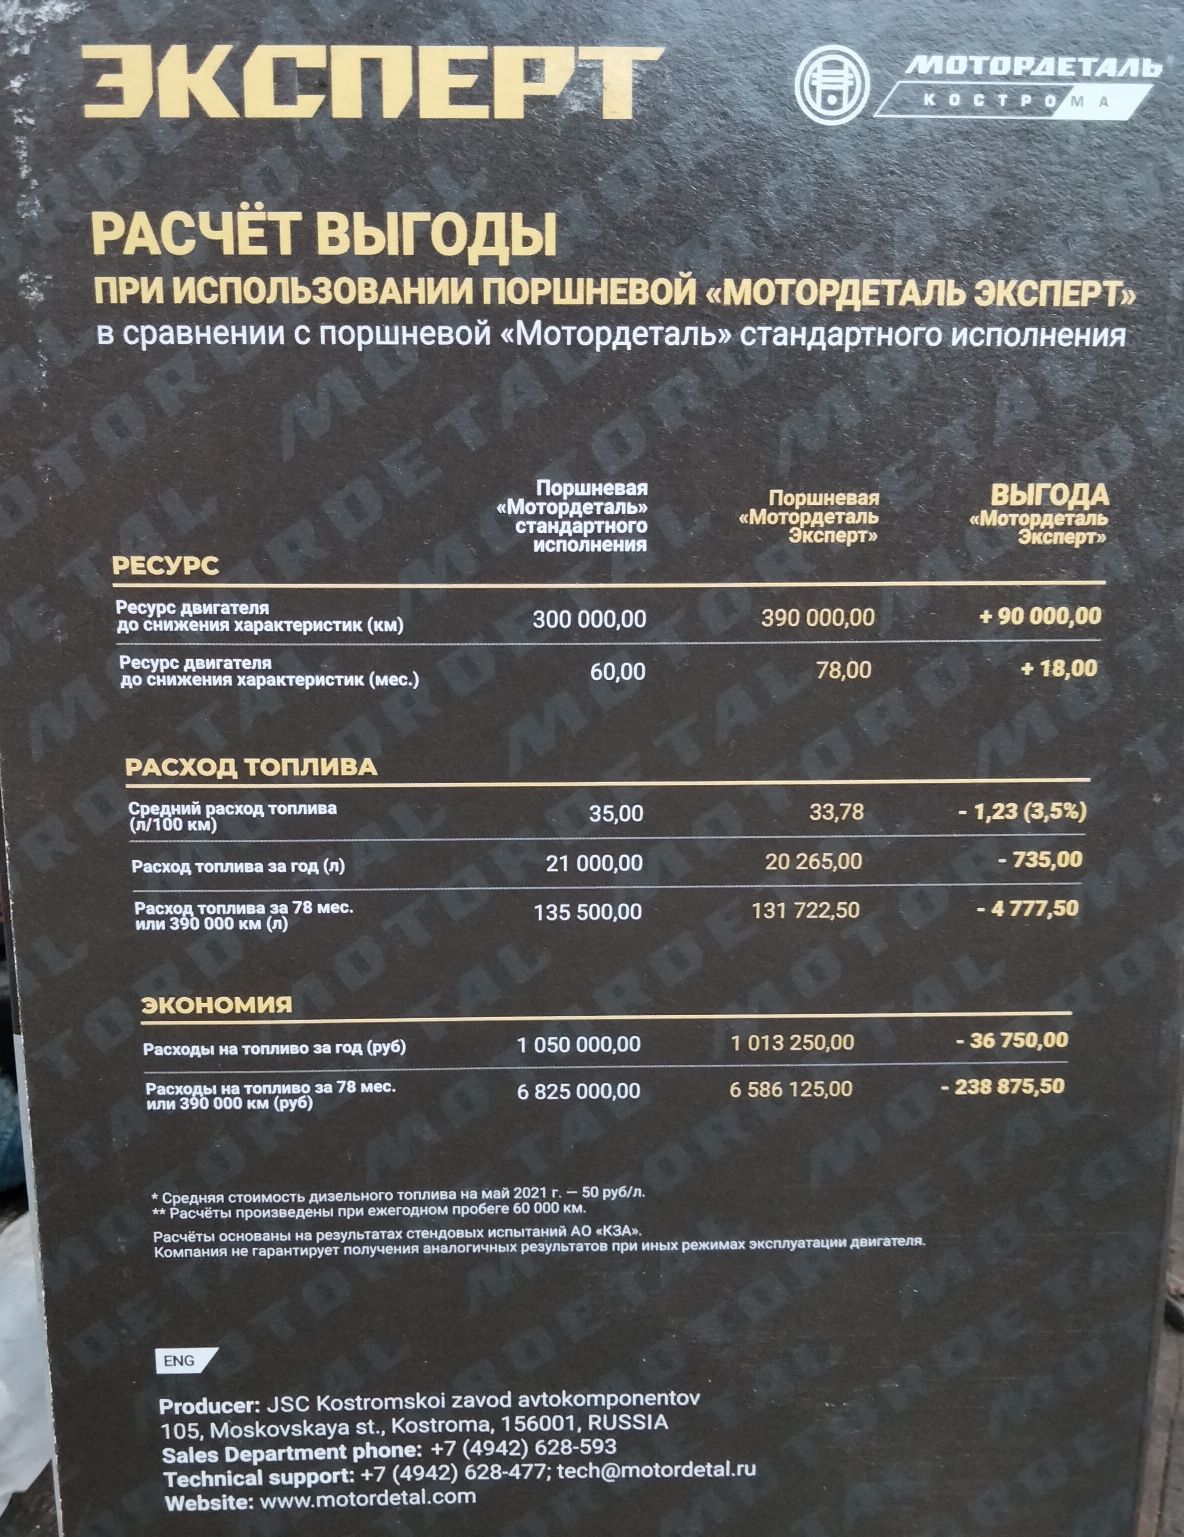 ЭКСПЕРТ
МОТОРДЕТАЛЬ
КОСТРОМА
РАСЧЁТ ВЫГОДЫ
ПРИ ИСПОЛЬЗОВАНИИ ПОРШНЕВОЙ «МОТОРДЕТАЛЬ ЭКСПЕРТ»
в сравнении с поршневой «Мотордеталь» стандартного исполнения
Поршневая «Мотордеталь» стандартного исполнения
Поршневая «Мотордеталь Эксперт»
ВЫГОДА «Мотордеталь Эксперт»
РЕСУРС
Ресурс двигателя
до снижения характеристик (км) 300 000,00 390 000,00 + 90 000,00
Ресурс двигателя
до снижения характеристик (мес.) 60,00 78,00 + 18,00
РАСХОД ТОПЛИВА
Средний расход топлива
(л/100 км) 35,00 33,78 - 1,23 (3,5%)
Расход топлива за год (л) 21 000,00 20 265,00 - 735,00
Расход топлива за 78 мес.
или 390 000 км (л) 135 500,00 131 722,50 - 4 777,50
ЭКОНОМИЯ
Расходы на топливо за год (руб) 1 050 000,00 1 013 250,00 - 36 750,00
Расходы на топливо за 78 мес.
или 390 000 км (руб) 6 825 000,00 6 586 125,00 - 238 875,50
* Средняя стоимость дизельного топлива на май 2021 г. — 50 руб/л.
** Расчёты произведены при ежегодном пробеге 60 000 км.
Расчёты основаны на результатах стендовых испытаний АО «КЗА».
Компания не гарантирует получения аналогичных результатов при иных режимах эксплуатации двигателя.
ENG
Producer: JSC Kostromskoi zavod avtokomponentov
105, Moskovskaya st., Kostroma, 156001, RUSSIA
Sales Department phone: +7 (4942) 628-593
Technical support: +7 (4942) 628-477; tech@motordetal.ru
Website: www.motordetal.com